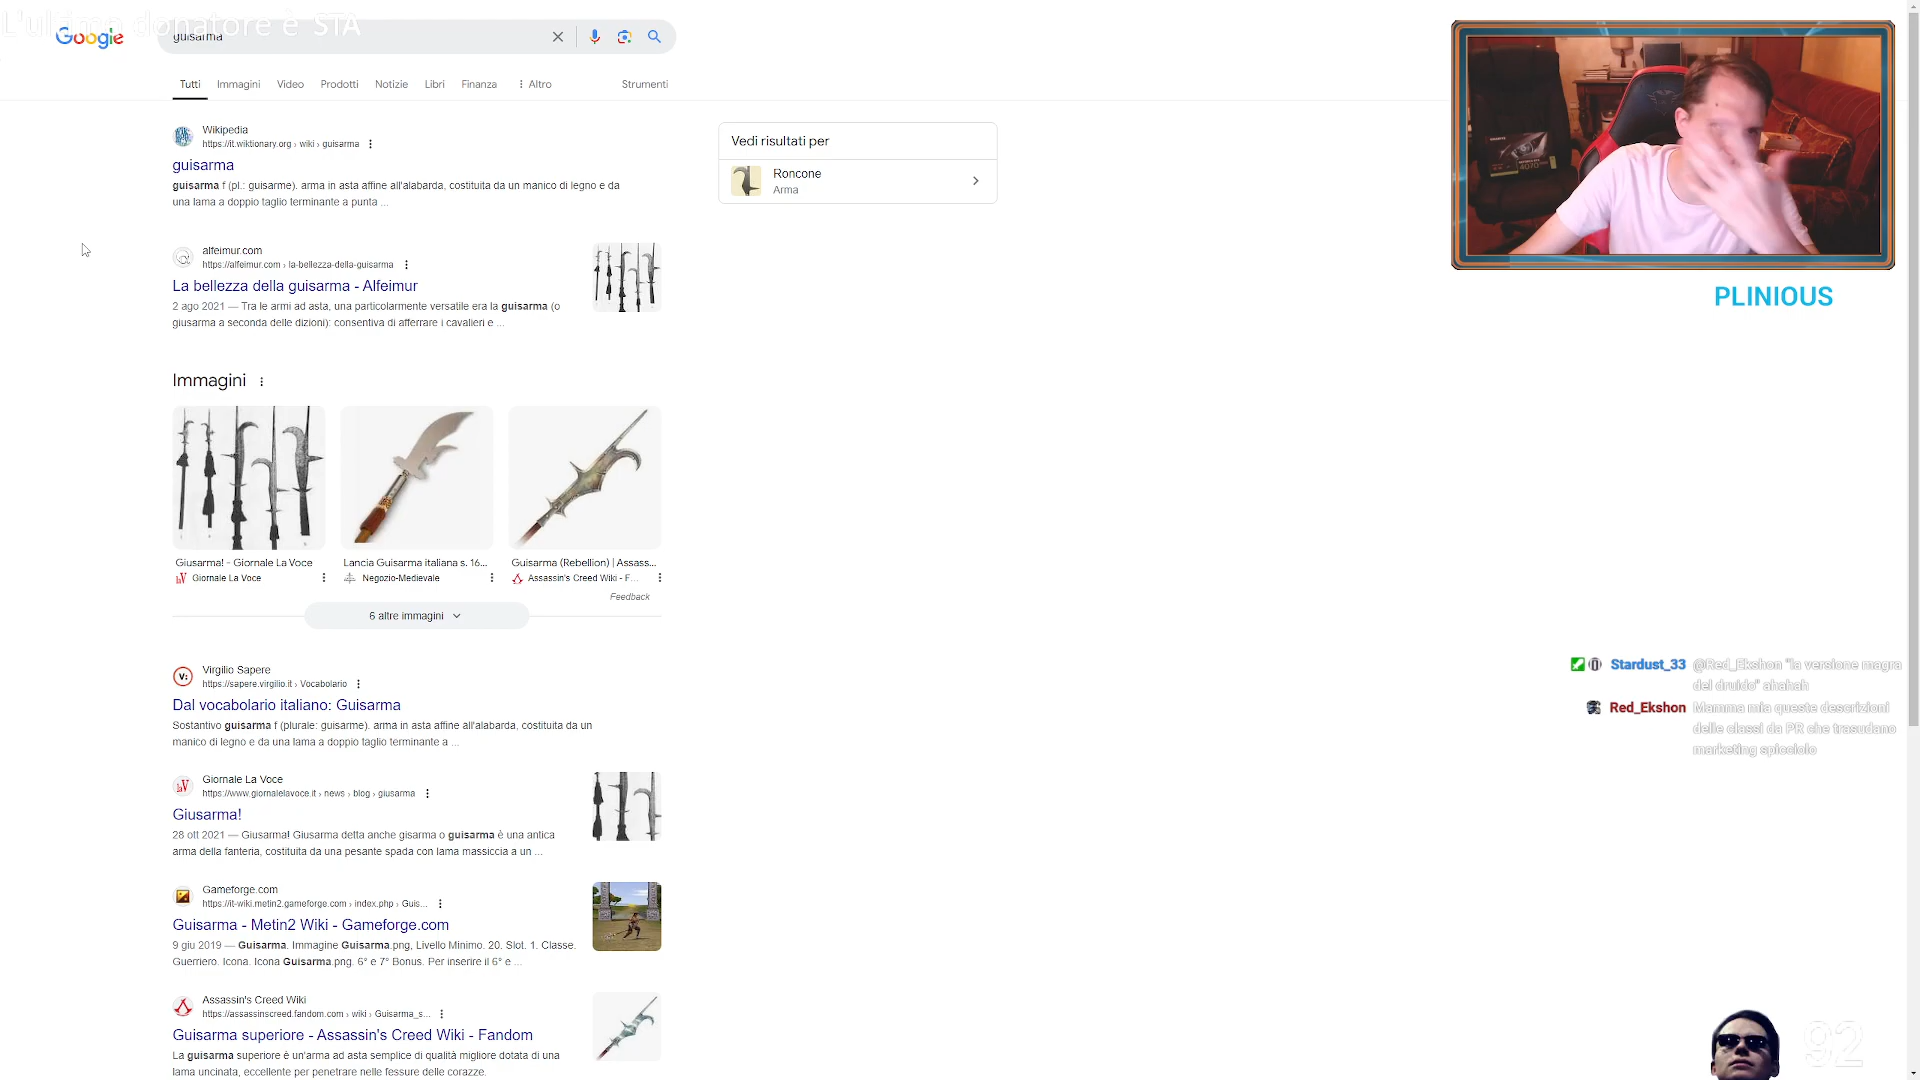 L'ultimo donatore è STA
Google
guisarma
Tutti
Immagini
Video
Prodotti
Notizie
Libri
Finanza
Altro
Strumenti
Wikipedia
https://it.wiktionary.org › wiki › guisarma
guisarma
guisarma f (pl.: guisarme). arma in asta affine all'alabarda, costituita da un manico di legno e da
una lama a doppio taglio terminante a punta ...
Vedi risultati per
Roncone
Arma
alfeimur.com
https://alfeimur.com › la-bellezza-della-guisarma
La bellezza della guisarma - Alfeimur
2 ago 2021 — Tra le armi ad asta, una particolarmente versatile era la guisarma (o
giusarma a seconda delle dizioni): consentiva di afferrare i cavalieri e ...
Immagini
Giusarma! - Giornale La Voce
Giornale La Voce
Lancia Guisarma italiana s. 16...
Negozio-Medievale
Guisarma (Rebellion) | Assass...
Assassin's Creed Wiki - F...
Feedback
6 altre immagini
Virgilio Sapere
https://sapere.virgilio.it › Vocabolario
Dal vocabolario italiano: Guisarma
Sostantivo guisarma f (plurale: guisarme). arma in asta affine all'alabarda, costituita da un
manico di legno e da una lama a doppio taglio terminante a ...
Giornale La Voce
https://www.giornalelavoce.it › news › blog › giusarma
Giusarma!
28 ott 2021 — Giusarma! Giusarma detta anche gisarma o guisarma è una antica
arma della fanteria, costituita da una pesante spada con lama massiccia a un ...
Gameforge.com
https://it-wiki.metin2.gameforge.com › index.php › Guis...
Guisarma - Metin2 Wiki - Gameforge.com
9 giu 2019 — Guisarma. Immagine Guisarma.png, Livello Minimo. 20. Slot. 1. Classe.
Guerriero. Icona. Icona Guisarma.png. 6° e 7° Bonus. Per inserire il 6° e ...
Assassin's Creed Wiki
https://assassinscreed.fandom.com › wiki › Guisarma_s...
Guisarma superiore - Assassin's Creed Wiki - Fandom
La guisarma superiore è un'arma ad asta semplice di qualità migliore dotata di una
lama uncinata, eccellente per penetrare nelle fessure delle corazze.
PLINIOUS
Stardust_33 @Red_Ekshon "la versione magra
del druido" ahahah
Red_Ekshon Mamma mia queste descrizioni
delle classi da PR che trasudano
marketing spicciolo
92